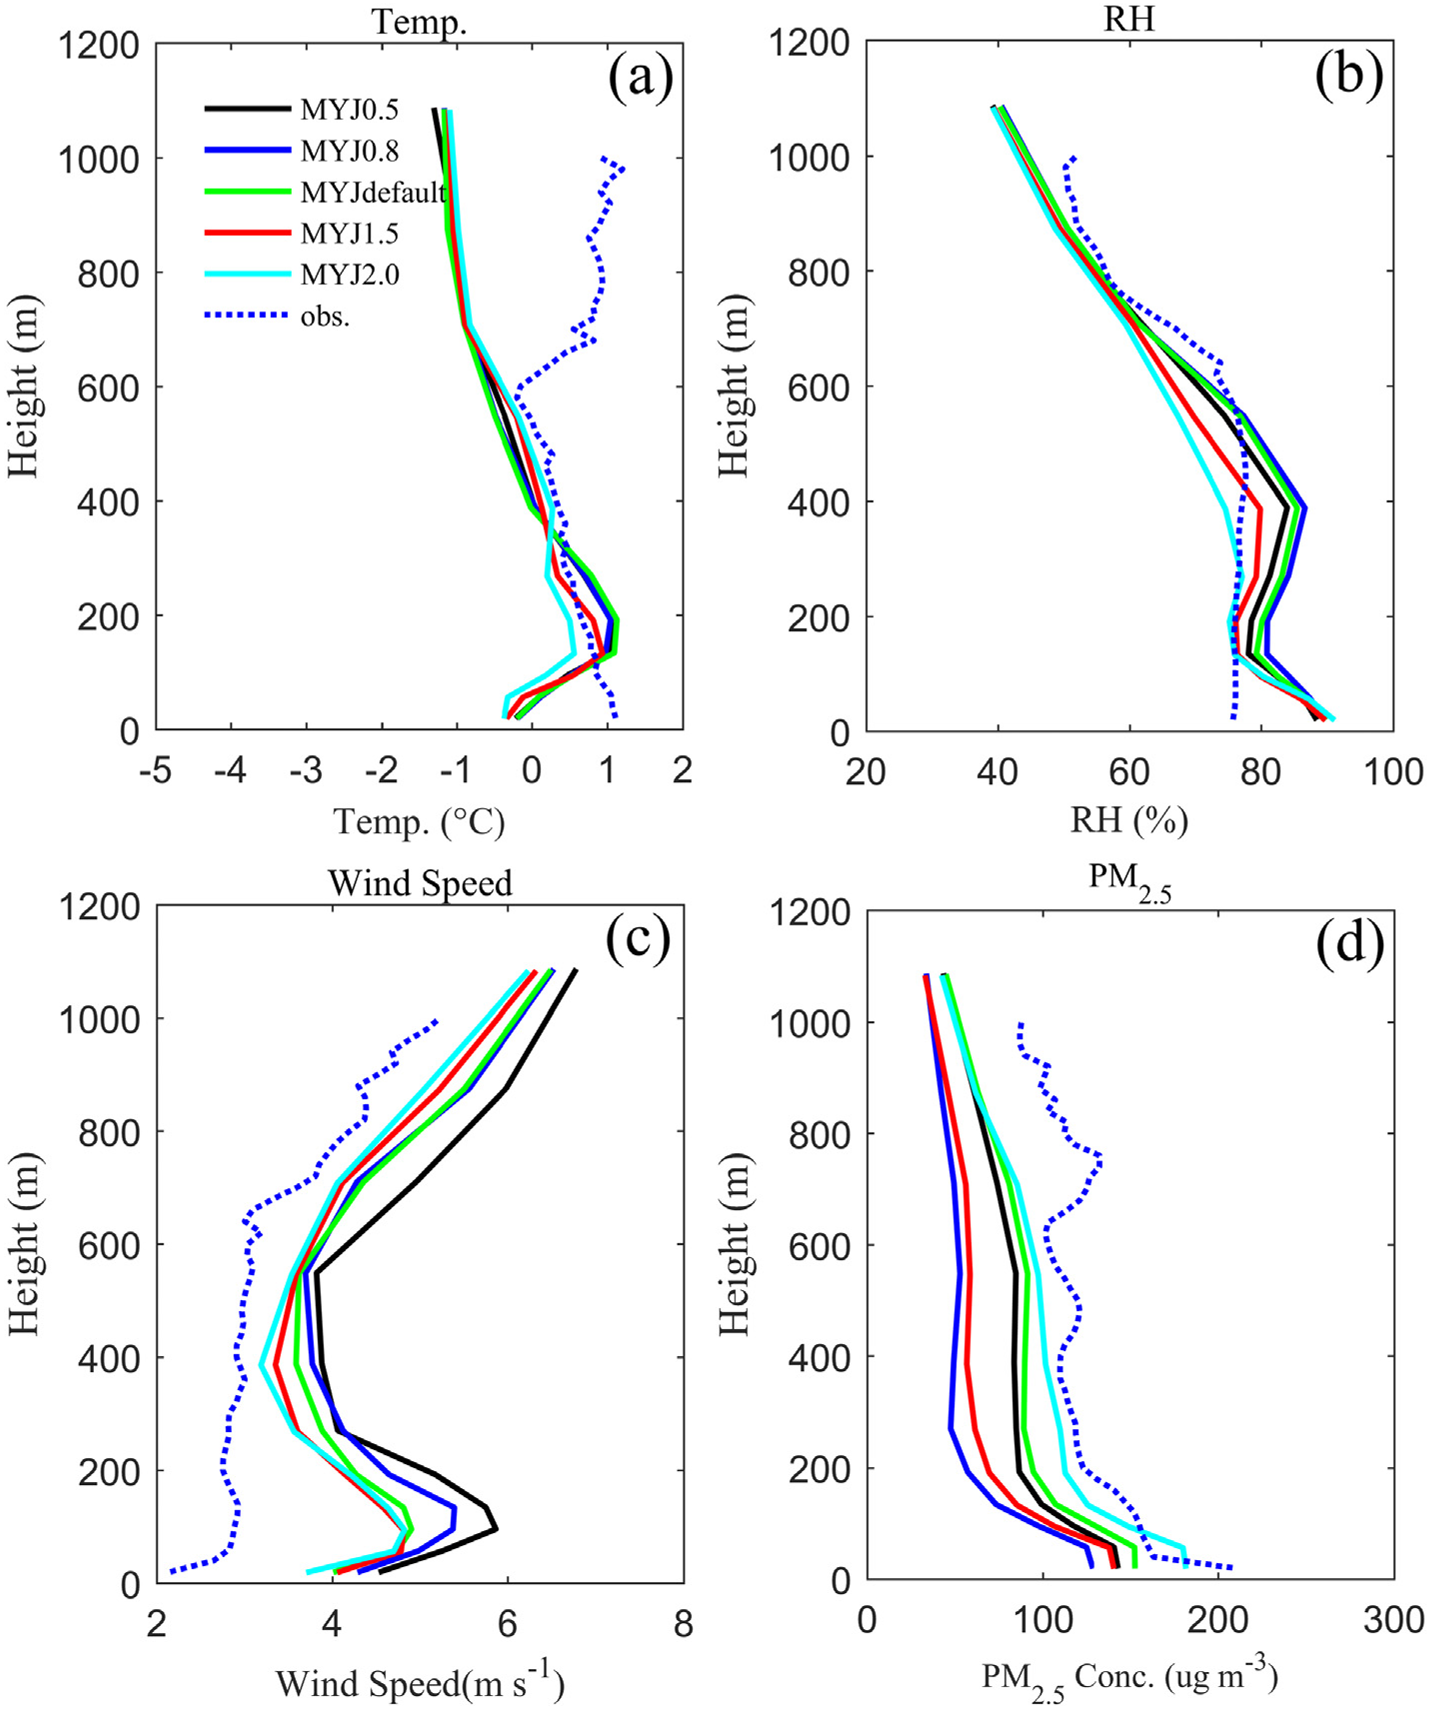 Temp.
(a)
1200
1000
800
600
400
200
0
Height (m)
MYJ0.5
MYJ0.8
MYJdefault
MYJ1.5
MYJ2.0
obs.
-5 -4 -3 -2 -1 0 1 2
Temp. (°C)
RH
(b)
1200
1000
800
600
400
200
0
Height (m)
20 40 60 80 100
RH (%)
Wind Speed
(c)
1200
1000
800
600
400
200
0
Height (m)
2 4 6 8
Wind Speed(m s-1)
PM2.5
(d)
1200
1000
800
600
400
200
0
Height (m)
0 100 200 300
PM2.5 Conc. (ug m-3)